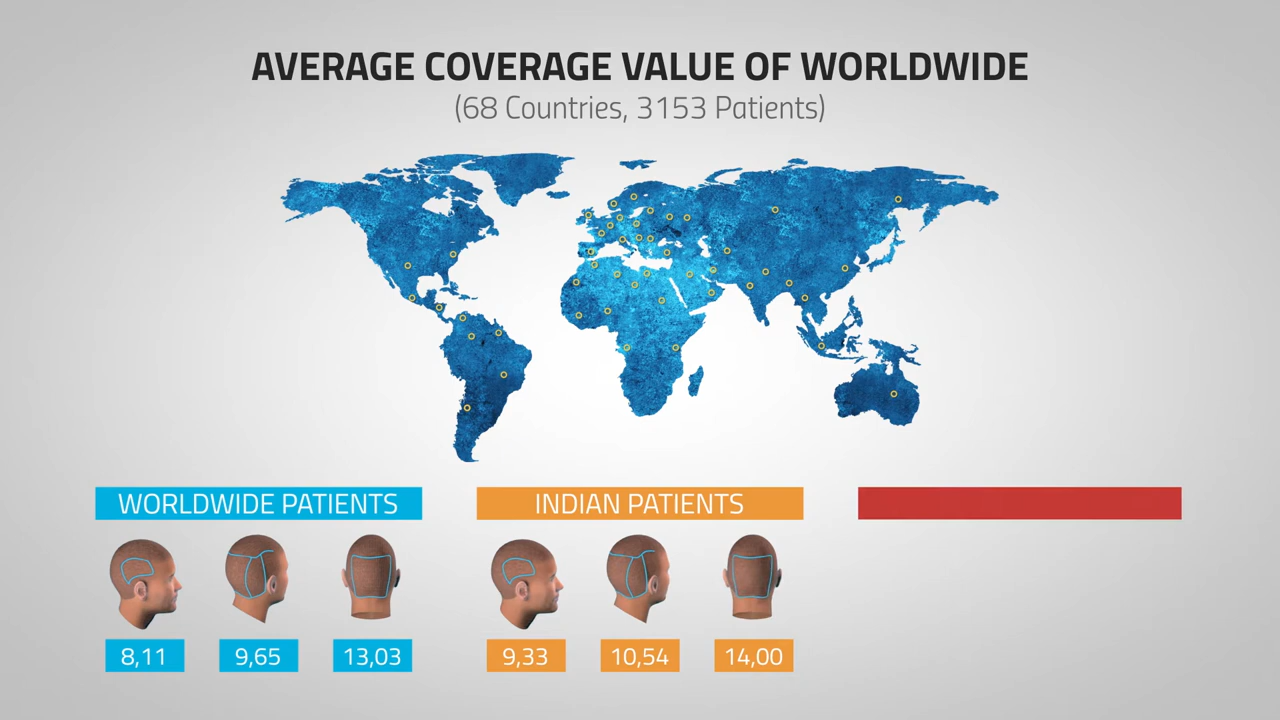 AVERAGE COVERAGE VALUE OF WORLDWIDE
(68 Countries, 3153 Patients)
WORLDWIDE PATIENTS
INDIAN PATIENTS
8,11
9,65
13,03
9,33
10,54
14,00